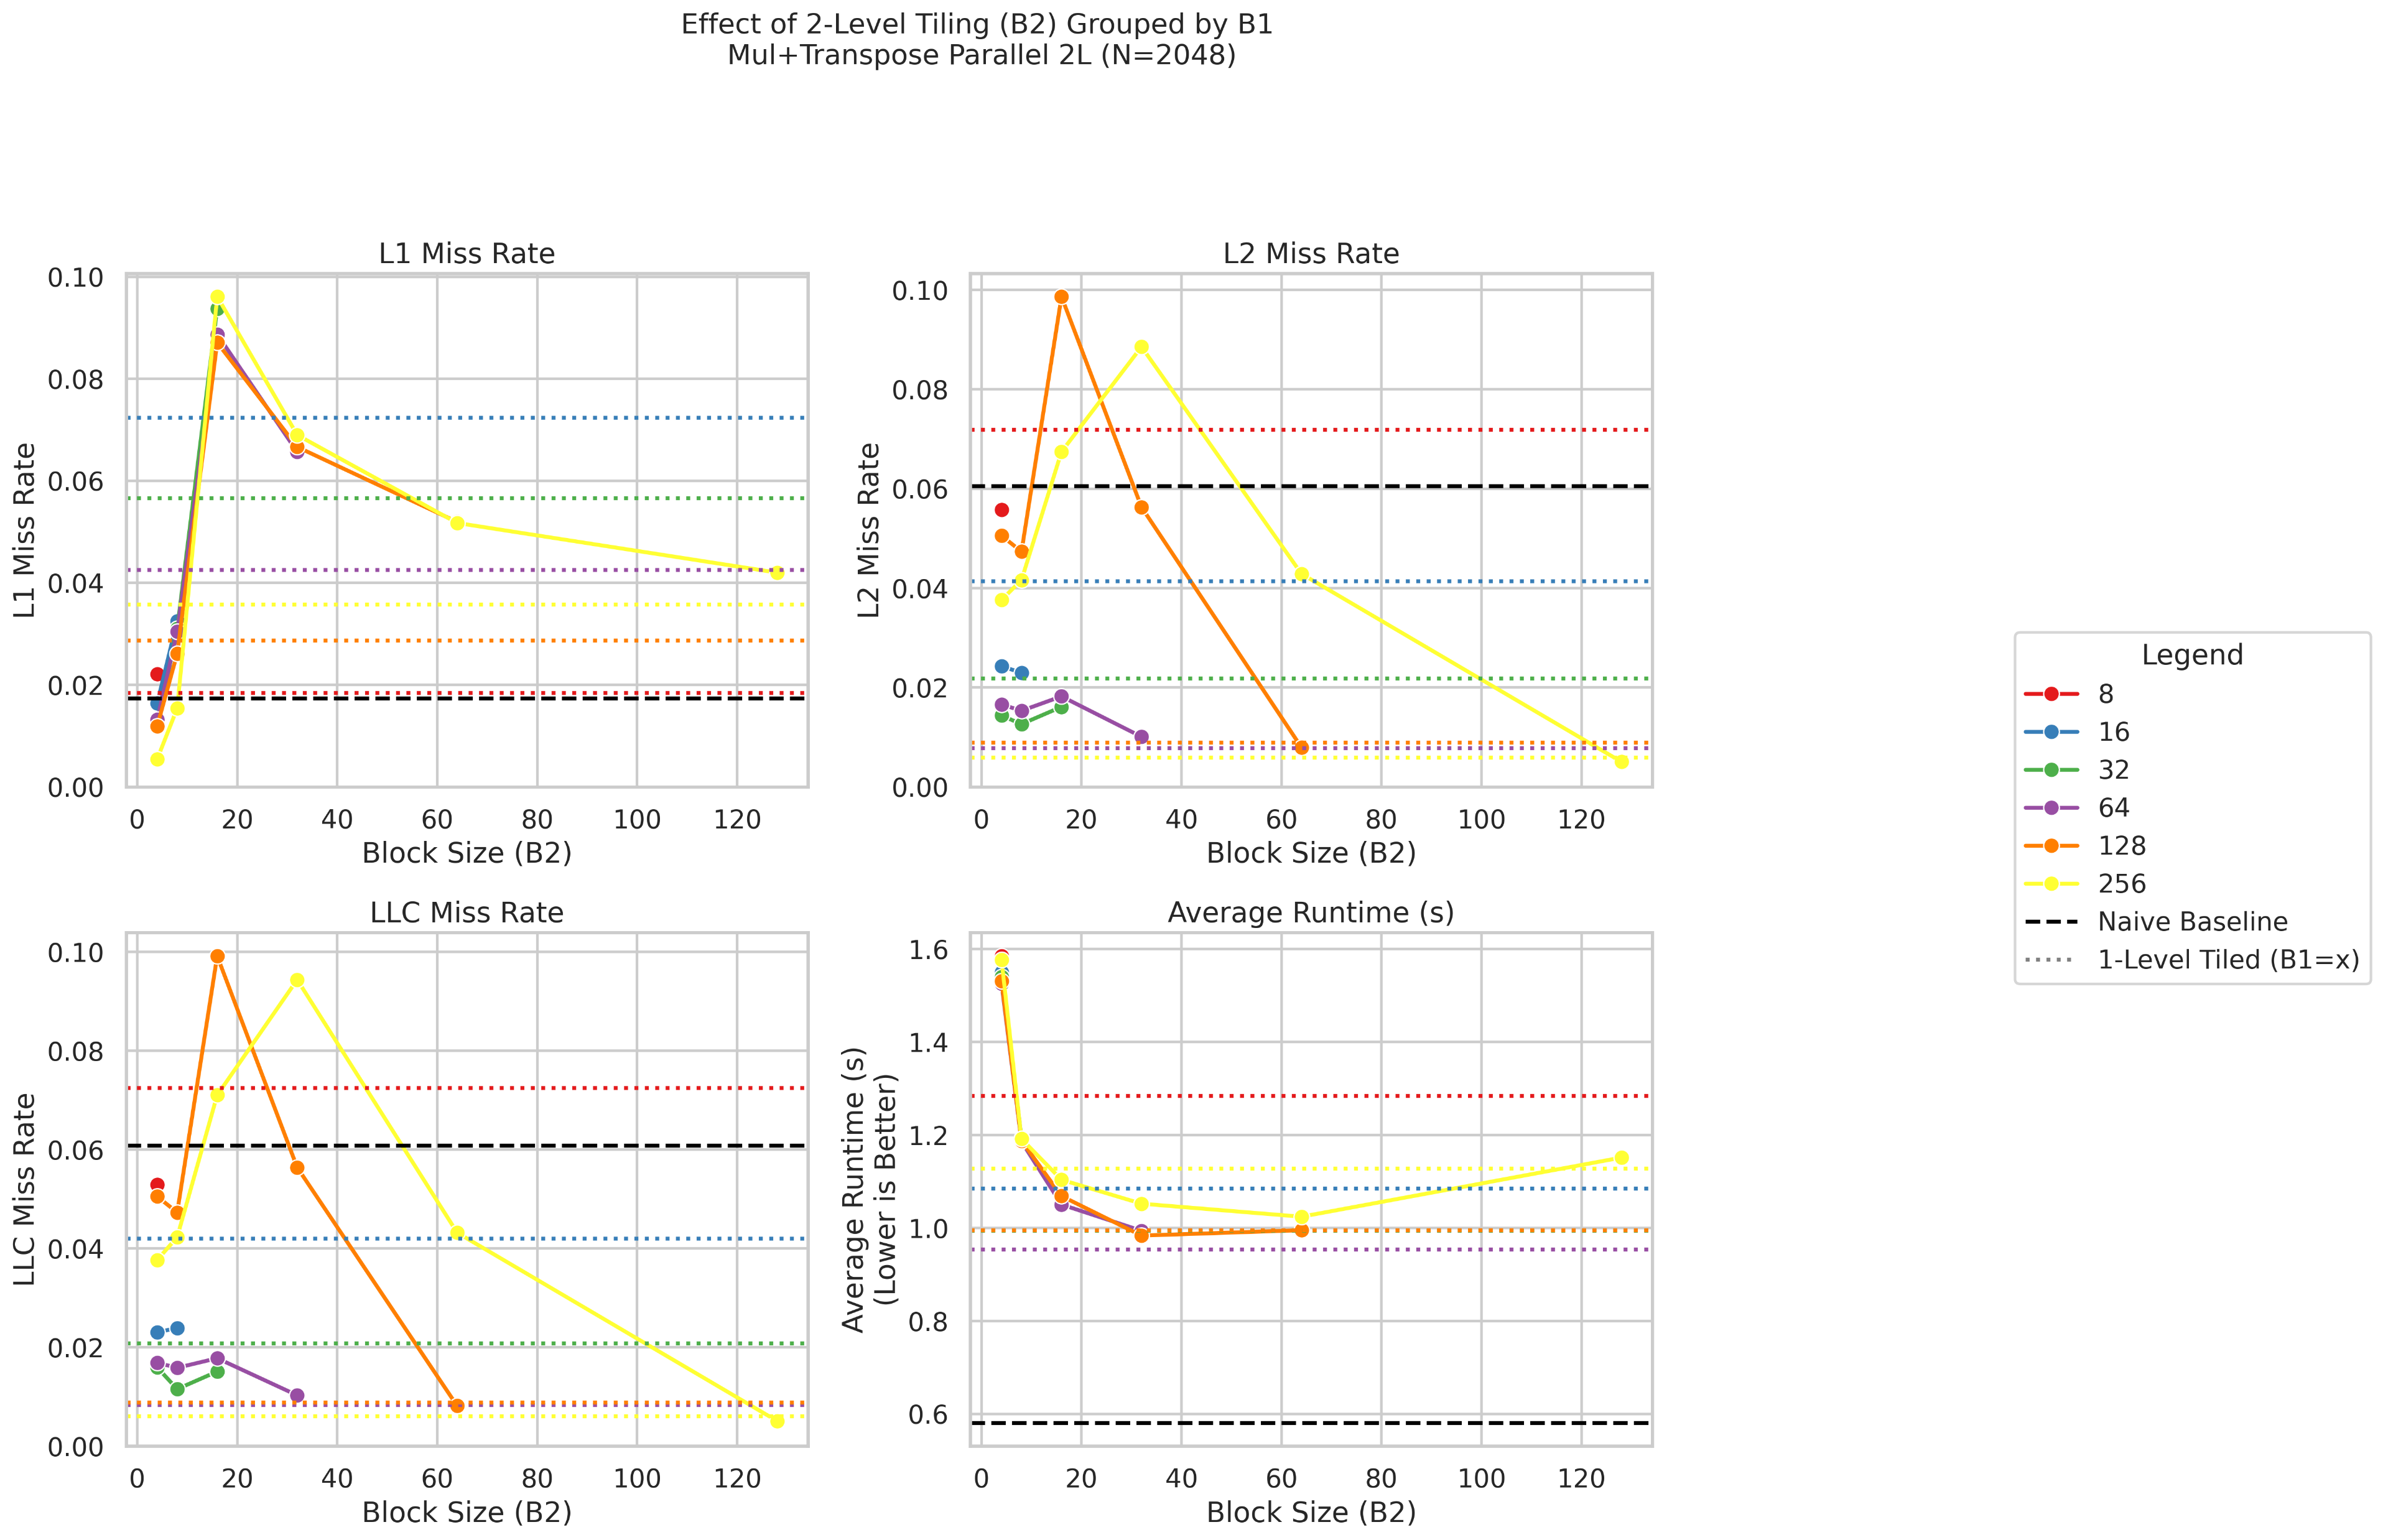 Effect of 2-Level Tiling (B2) Grouped by B1
Mul+Transpose Parallel 2L (N=2048)
L1 Miss Rate
L1 Miss Rate
0.10
0.08
0.06
0.04
0.02
0.00
0 20 40 60 80 100 120
Block Size (B2)
L2 Miss Rate
L2 Miss Rate
0.10
0.08
0.06
0.04
0.02
0.00
0 20 40 60 80 100 120
Block Size (B2)
LLC Miss Rate
LLC Miss Rate
0.10
0.08
0.06
0.04
0.02
0.00
0 20 40 60 80 100 120
Block Size (B2)
Average Runtime (s)
Average Runtime (s)
(Lower is Better)
1.6
1.4
1.2
1.0
0.8
0.6
0 20 40 60 80 100 120
Block Size (B2)
Legend
8
16
32
64
128
256
Naive Baseline
1-Level Tiled (B1=x)